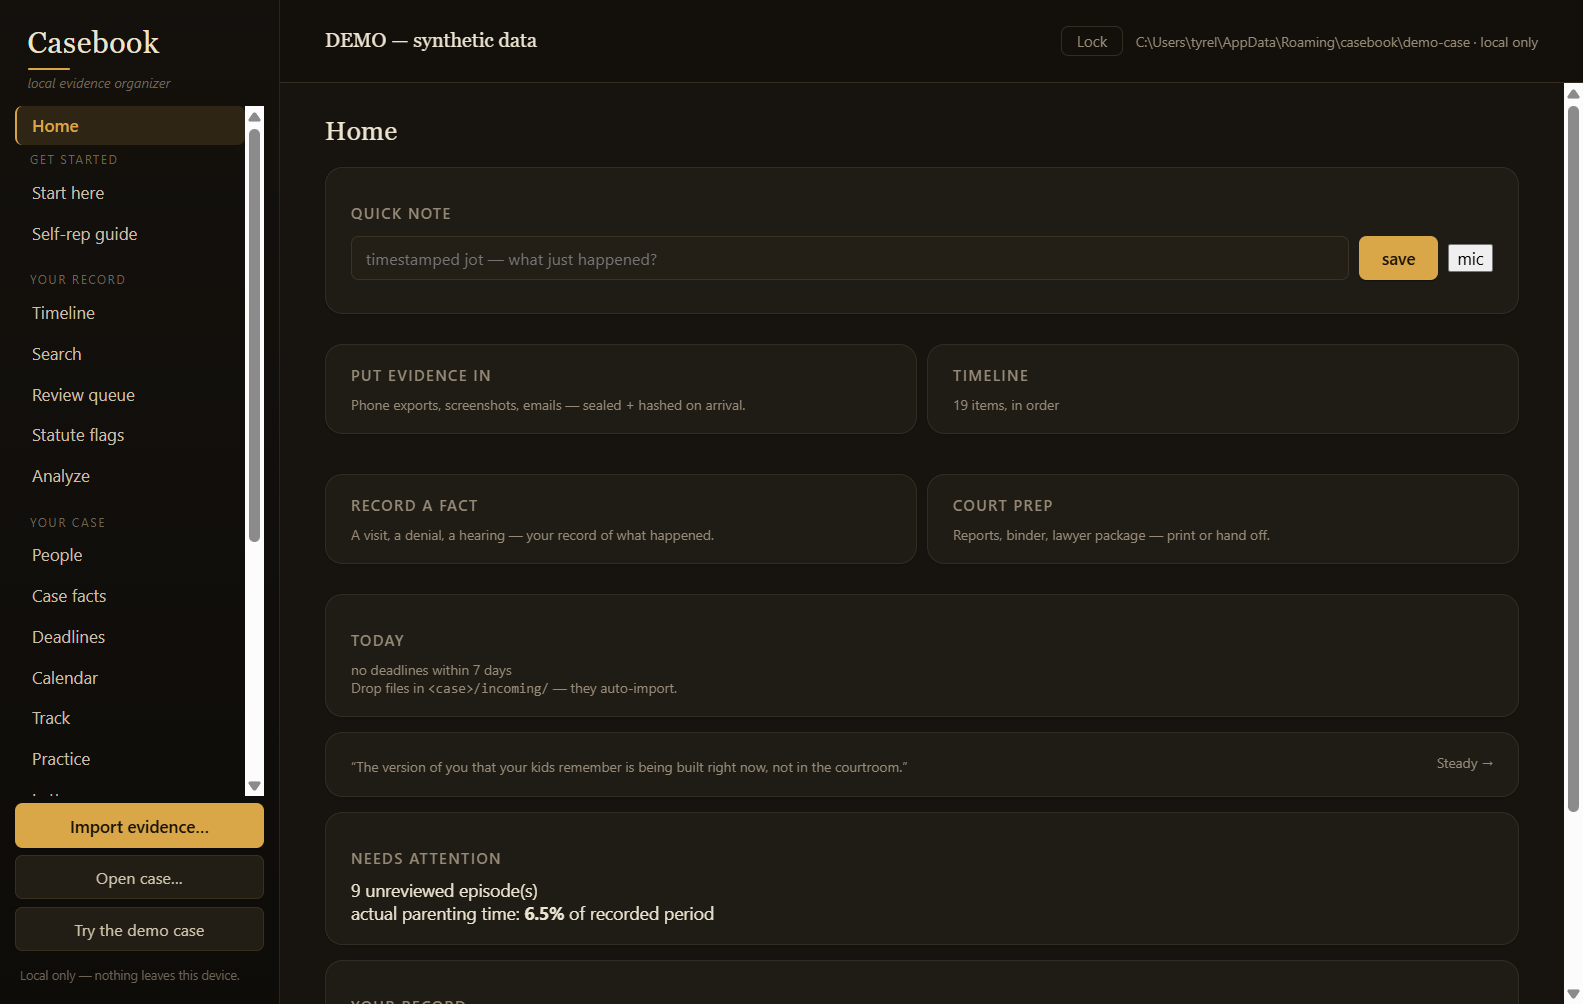 Casebook
local evidence organizer
Home
GET STARTED
Start here
Self-rep guide
YOUR RECORD
Timeline
Search
Review queue
Statute flags
Analyze
YOUR CASE
People
Case facts
Deadlines
Calendar
Track
Practice
Import evidence...
Open case...
Try the demo case
Local only — nothing leaves this device.
DEMO — synthetic data
Lock
C:\Users\tyrel\AppData\Roaming\casebook\demo-case · local only
Home
QUICK NOTE
timestamped jot — what just happened?
save
mic
PUT EVIDENCE IN
Phone exports, screenshots, emails — sealed + hashed on arrival.
TIMELINE
19 items, in order
RECORD A FACT
A visit, a denial, a hearing — your record of what happened.
COURT PREP
Reports, binder, lawyer package — print or hand off.
TODAY
no deadlines within 7 days
Drop files in <case>/incoming/ — they auto-import.
“The version of you that your kids remember is being built right now, not in the courtroom.”
Steady →
NEEDS ATTENTION
9 unreviewed episode(s)
actual parenting time: 6.5% of recorded period
YOUR RECORD